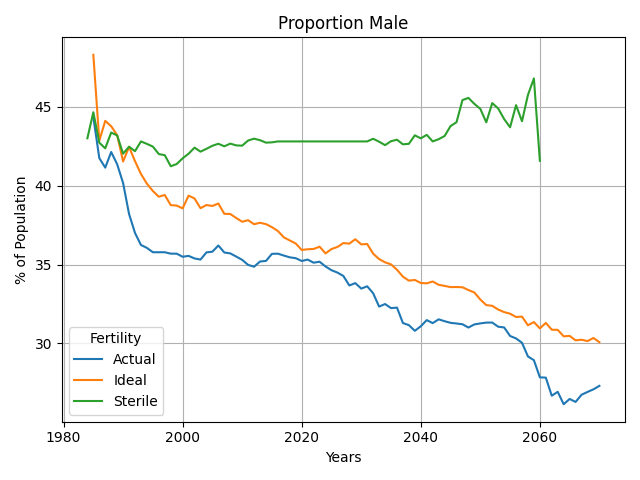 Proportion Male
% of Population
45
40
35
30
Fertility
Actual
Ideal
Sterile
1980
2000
2020
2040
2060
Years